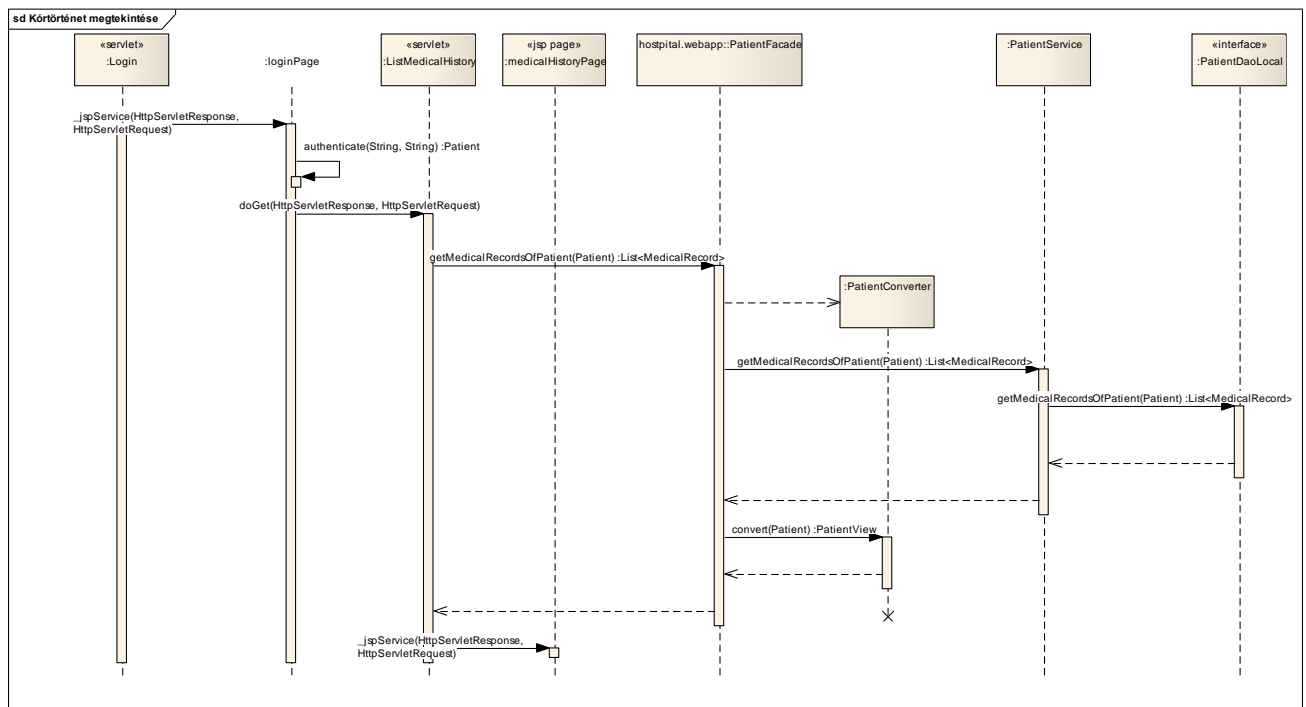 sd Kórtörténet megtekintése
«servlet»
:Login
:loginPage
«servlet»
:ListMedicalHistory
«jsp page»
:medicalHistoryPage
hostpital.webapp::PatientFacade
:PatientService
«interface»
:PatientDaoLocal
_jspService(HttpServletResponse,
HttpServletRequest)
authenticate(String, String) :Patient
doGet(HttpServletResponse, HttpServletRequest)
getMedicalRecordsOfPatient(Patient) :List<MedicalRecord>
:PatientConverter
getMedicalRecordsOfPatient(Patient) :List<MedicalRecord>
getMedicalRecordsOfPatient(Patient) :List<MedicalRecord>
convert(Patient) :PatientView
_jspService(HttpServletResponse,
HttpServletRequest)